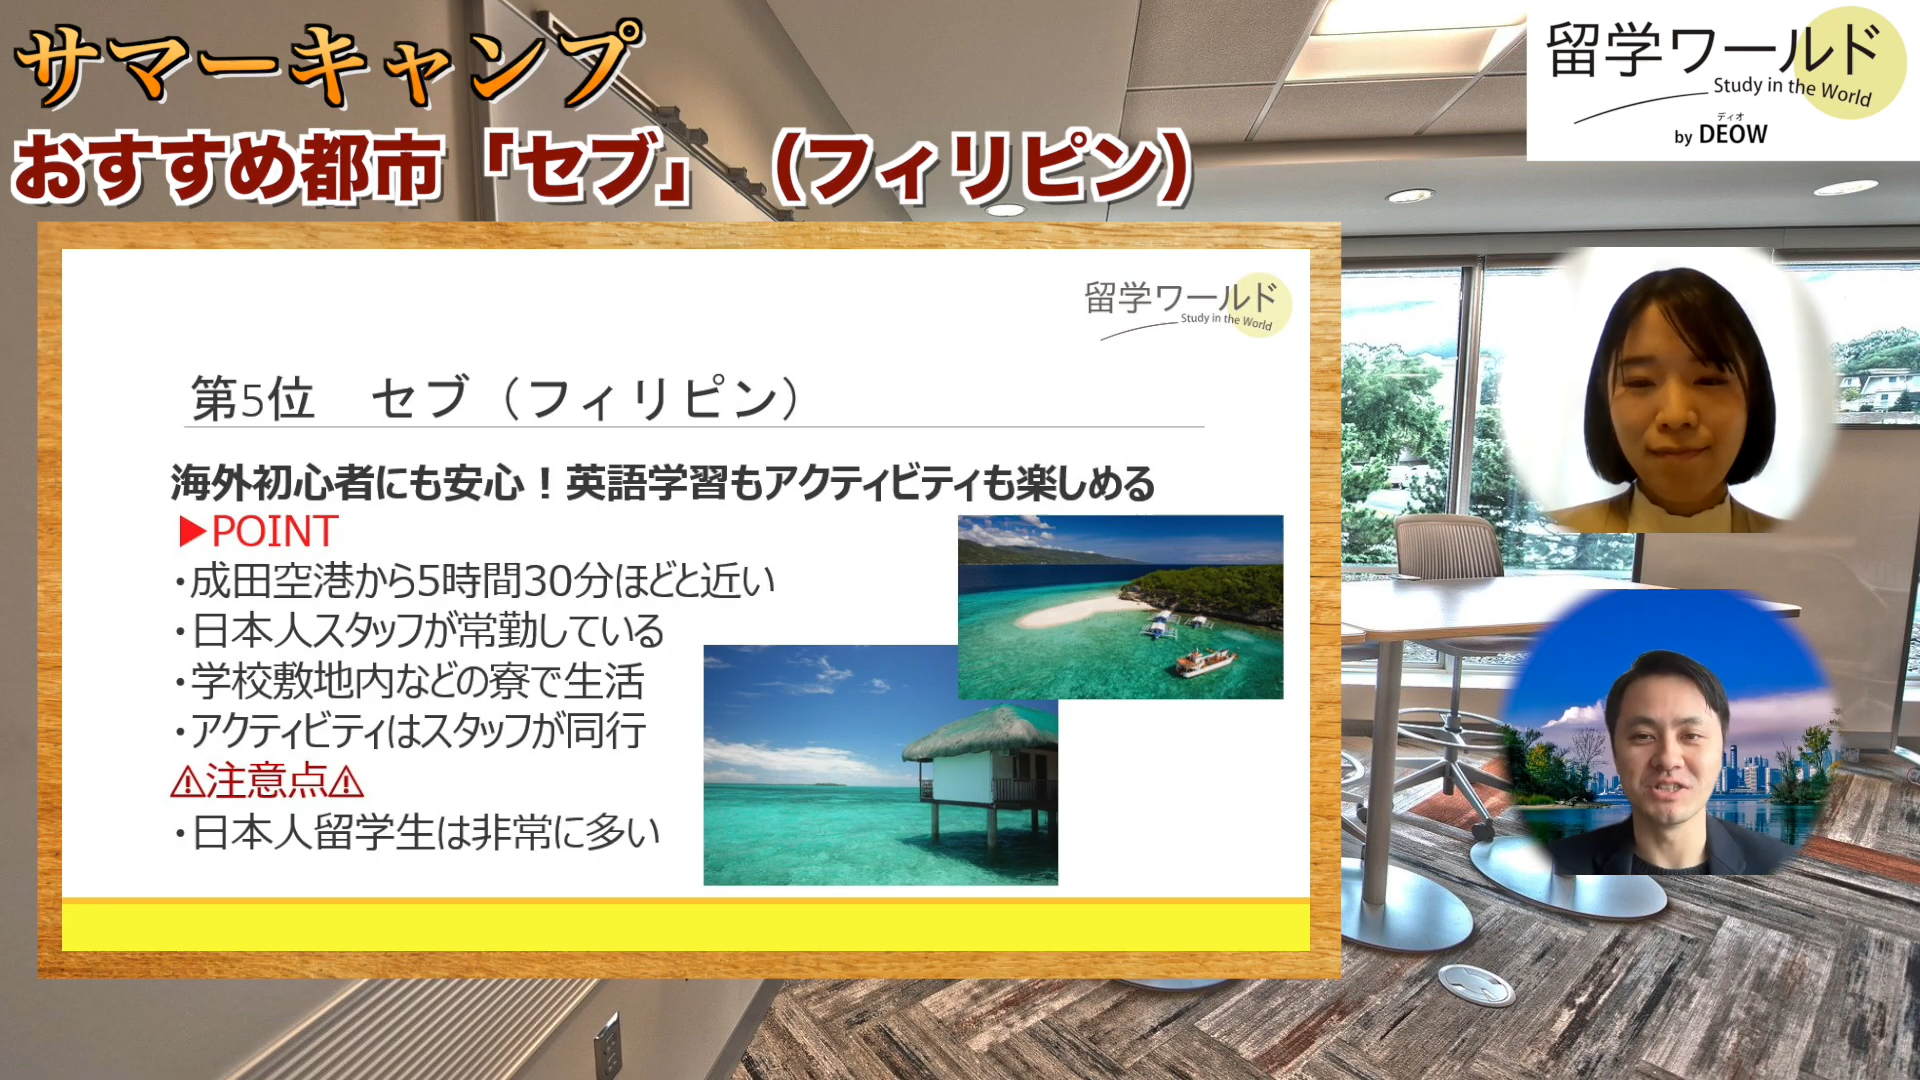 サマーキャンプ
おすすめ都市「セブ」（フィリピン）
留学ワールド
Study in the World
ディオ
by DEOW
留学ワールド
Study in the World
第5位　セブ（フィリピン）
海外初心者にも安心！英語学習もアクティビティも楽しめる
▶POINT
・成田空港から5時間30分ほどと近い
・日本人スタッフが常勤している
・学校敷地内などの寮で生活
・アクティビティはスタッフが同行
⚠注意点⚠
・日本人留学生は非常に多い